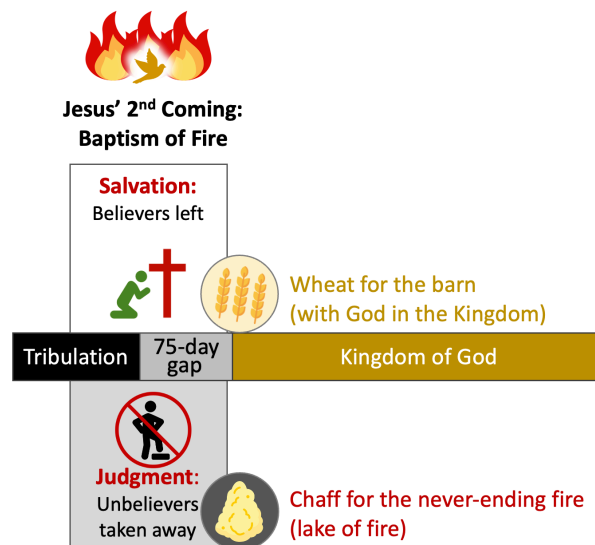 Jesus’ 2nd Coming:
Baptism of Fire
Salvation:
Believers left
Wheat for the barn
(with God in the Kingdom)
Tribulation
75-day
gap
Kingdom of God
Judgment:
Unbelievers
taken away
Chaff for the never-ending fire
(lake of fire)